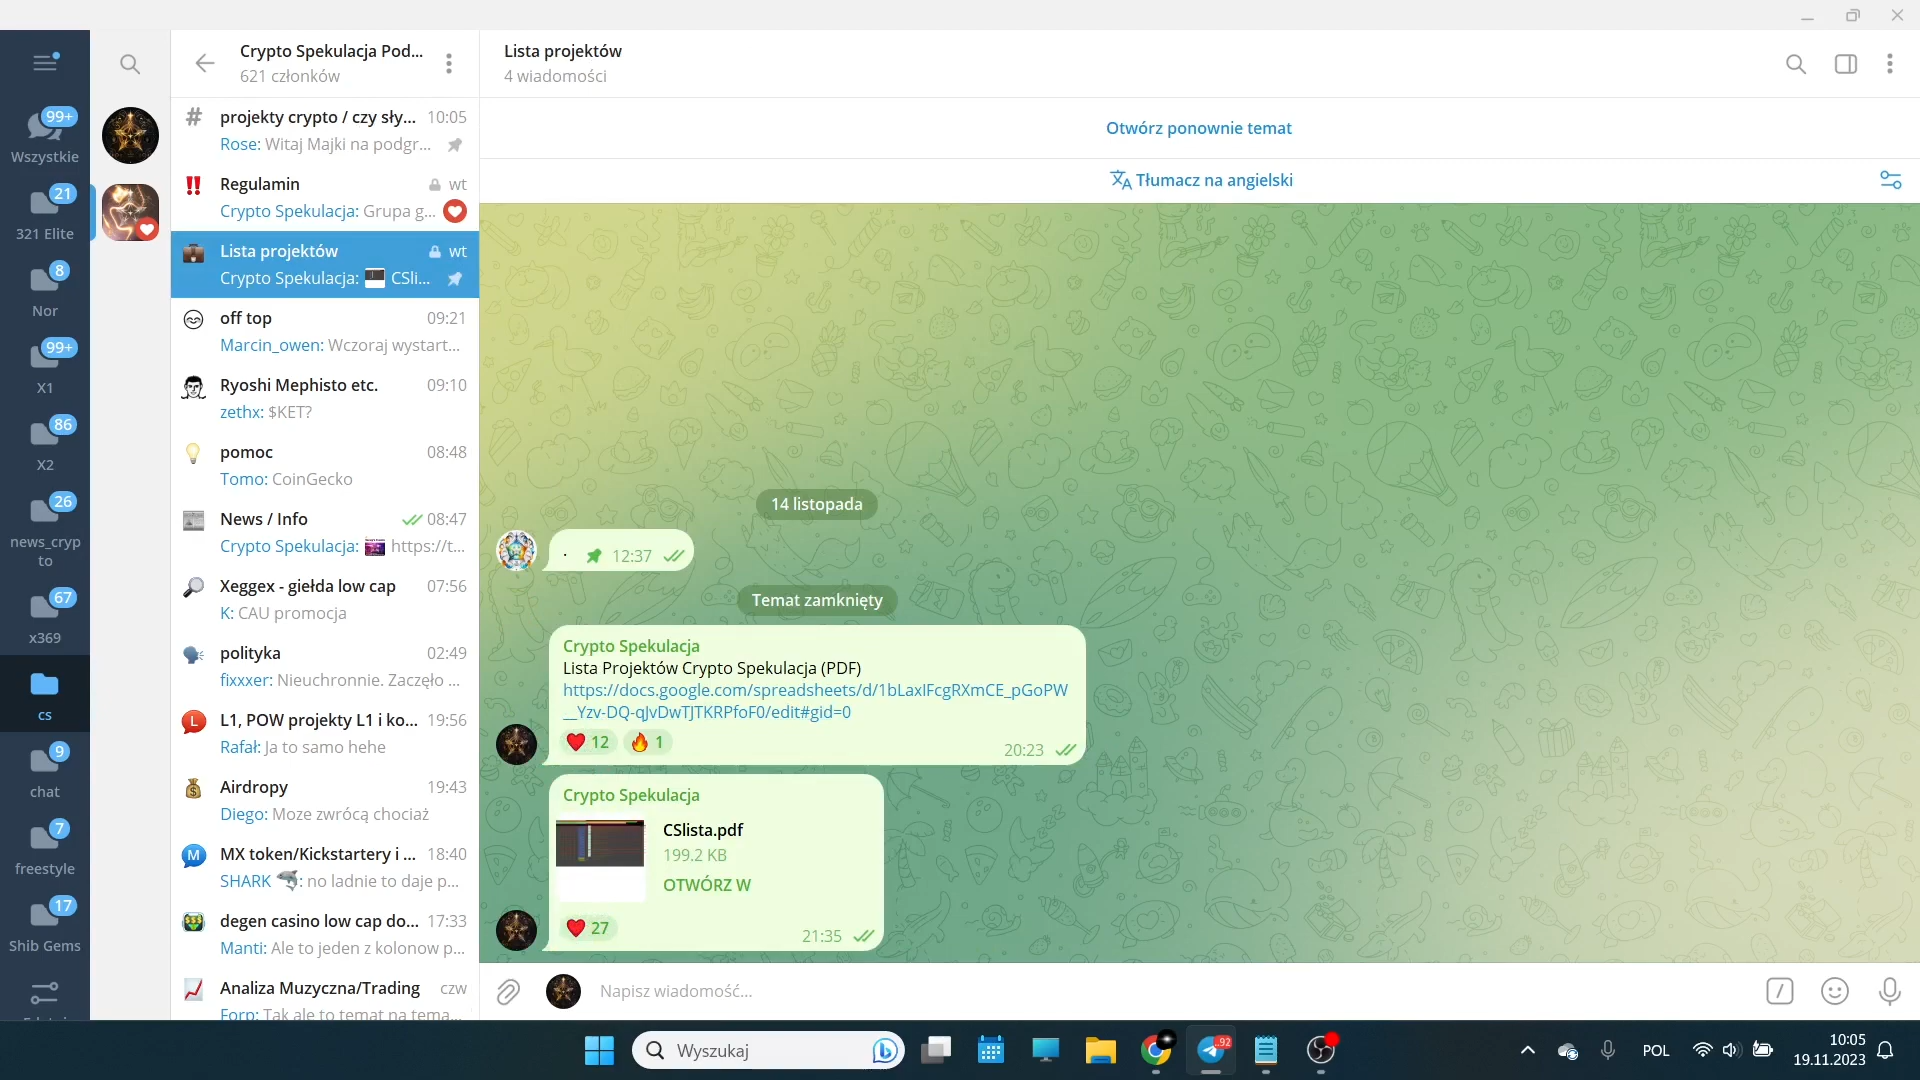 99+
Wszystkie
21
321 Elite
8
Nor
99+
X1
86
X2
26
news_cryp
to
67
x369
cs
9
chat
7
freestyle
17
Shib Gems
Crypto Spekulacja Pod...
621 członków
projekty crypto / czy sły... 10:05
Rose: Witaj Majki na podgr...
Regulamin wt
Crypto Spekulacja: Grupa g...
Lista projektów wt
Crypto Spekulacja: CSli...
off top 09:21
Marcin_owen: Wczoraj wystart...
Ryoshi Mephisto etc. 09:10
zethx: $KET?
pomoc 08:48
Tomo: CoinGecko
News / Info 08:47
Crypto Spekulacja: https://t...
Xeggex - giełda low cap 07:56
K: CAU promocja
polityka 02:49
fixxxer: Nieuchronnie. Zaczęło ...
L
L1, POW projekty L1 i ko... 19:56
Rafał: Ja to samo hehe
Airdropy 19:43
Diego: Moze zwrócą chociaż
M
MX token/Kickstartery i ... 18:40
SHARK : no ladnie to daje p...
degen casino low cap do... 17:33
Manti: Ale to jeden z kolonow p...
Analiza Muzyczna/Trading czw
Forp: Tak ale to temat na tema...
Lista projektów
4 wiadomości
Otwórz ponownie temat
Tłumacz na angielski
14 listopada
. 12:37
Temat zamknięty
Crypto Spekulacja
Lista Projektów Crypto Spekulacja (PDF)
https://docs.google.com/spreadsheets/d/1bLaxIFcgRXmCE_pGoPW
__Yzv-DQ-qJvDwTJTKRPfoF0/edit#gid=0
12 1
20:23
Crypto Spekulacja
CSlista.pdf
199.2 KB
OTWÓRZ W
27
21:35
Napisz wiadomość...
Wyszukaj
.92
POL
10:05
19.11.2023